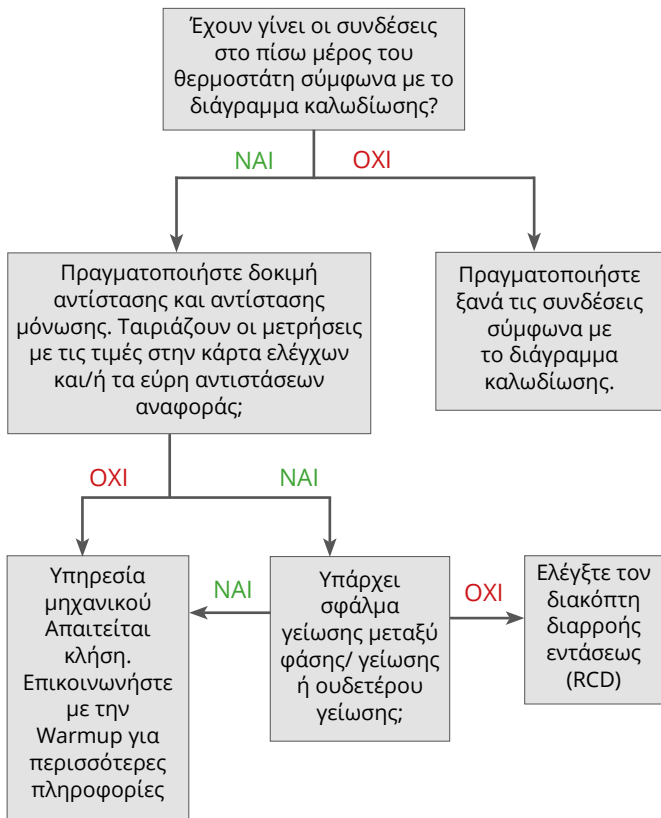 Έχουν γίνει οι συνδέσεις
στο πίσω μέρος του
θερμοστάτη σύμφωνα με το
διάγραμμα καλωδίωσης?
ΝΑΙ
ΟΧΙ
Πραγματοποιήστε δοκιμή
αντίστασης και αντίστασης
μόνωσης. Ταιριάζουν οι μετρήσεις
με τις τιμές στην κάρτα ελέγχων
και/ή τα εύρη αντιστάσεων
αναφοράς;
Πραγματοποιήστε
ξανά τις συνδέσεις
σύμφωνα με
το διάγραμμα
καλωδίωσης.
ΟΧΙ
ΝΑΙ
Υπηρεσία
μηχανικού
Απαιτείται
κλήση.
Επικοινωνήστε
με την
Warmup για
περισσότερες
πληροφορίες
ΝΑΙ
Υπάρχει
σφάλμα
γείωσης μεταξύ
φάσης/ γείωσης
ή ουδετέρου
γείωσης;
ΟΧΙ
Ελέγξτε τον
διακόπτη
διαρροής
εντάσεως
(RCD)